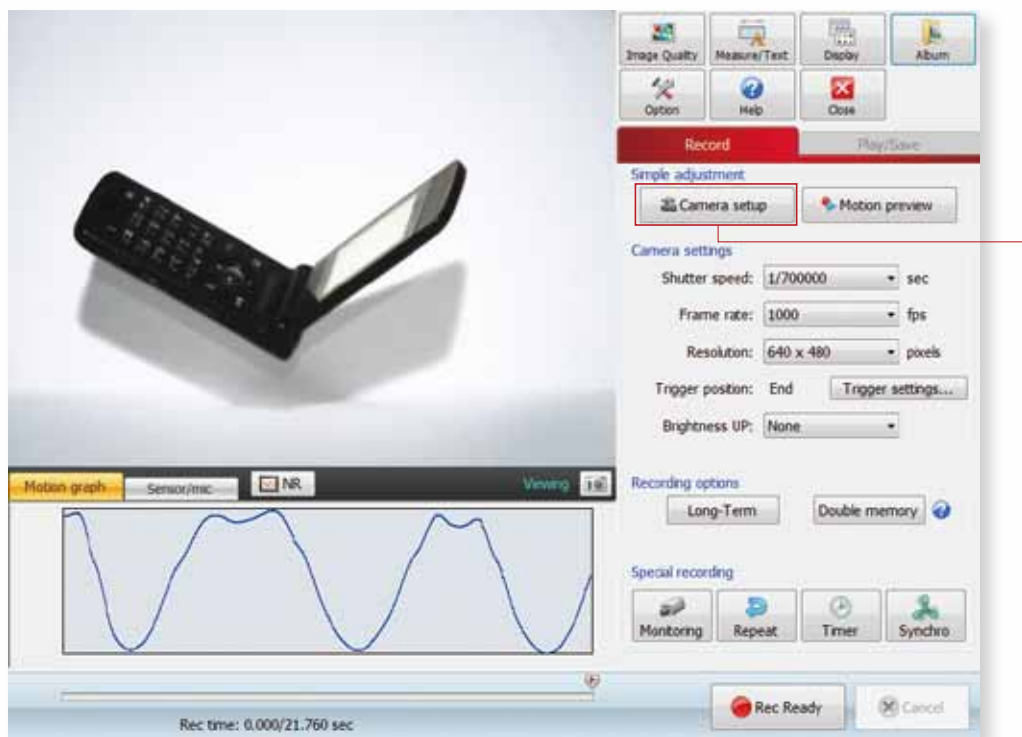 Image Quality
Measure/Text
Display
Album
Option
Help
Close
Record
Play/Save
Simple adjustment
Camera setup
Motion preview
Camera settings
Shutter speed: 1/700000 sec
Frame rate: 1000 fps
Resolution: 640 x 480 pixels
Trigger position: End Trigger settings...
Brightness UP: None
Motion graph
Sensor/mic
NR
Viewing
Recording options
Long-Term
Double memory
Special recording
Monitoring
Repeat
Timer
Synchro
Rec time: 0.000/21.760 sec
Rec Ready
Cancel